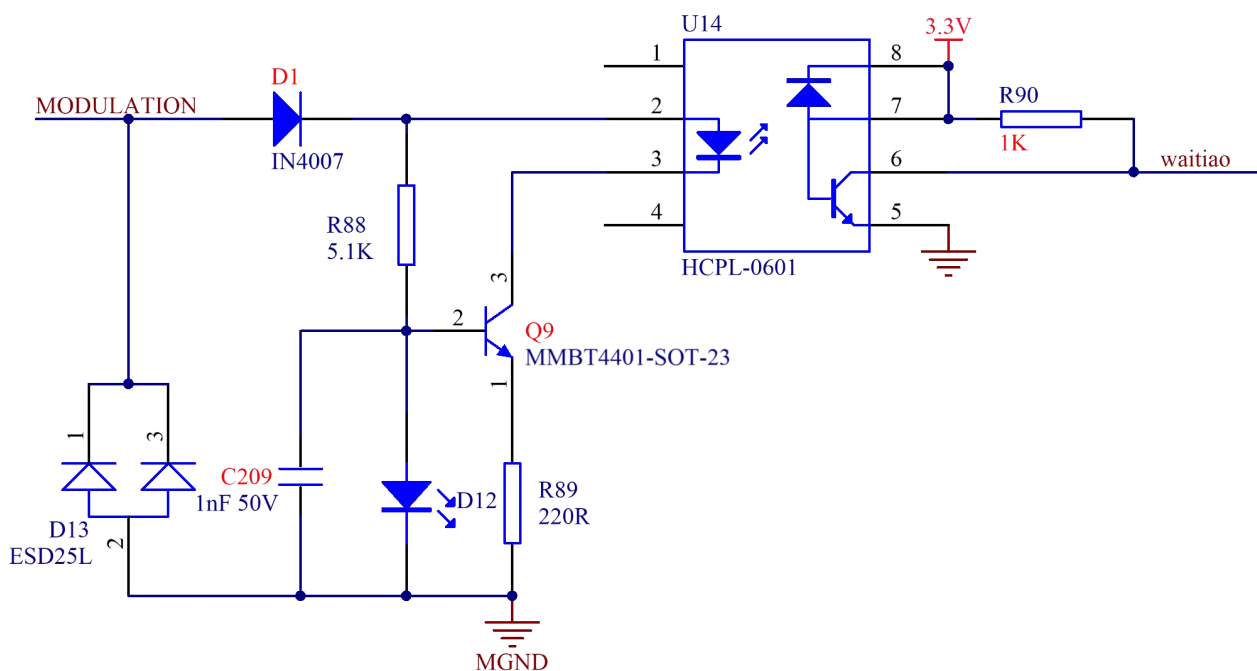 U14
3.3V
1
8
D1
R90
MODULATION
2
7
IN4007
1K
3
6
waitiao
R88
5.1K
4
5
HCPL-0601
3
2
Q9
MMBT4401-SOT-23
1
1
3
C209
1nF 50V
D12
R89
220R
D13
ESD25L
2
MGND